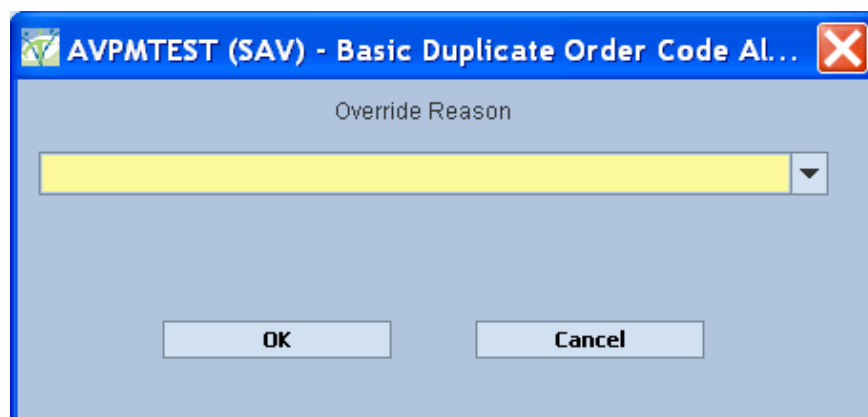 AVPMTEST (SAV) - Basic Duplicate Order Code Al...
Override Reason
OK Cancel